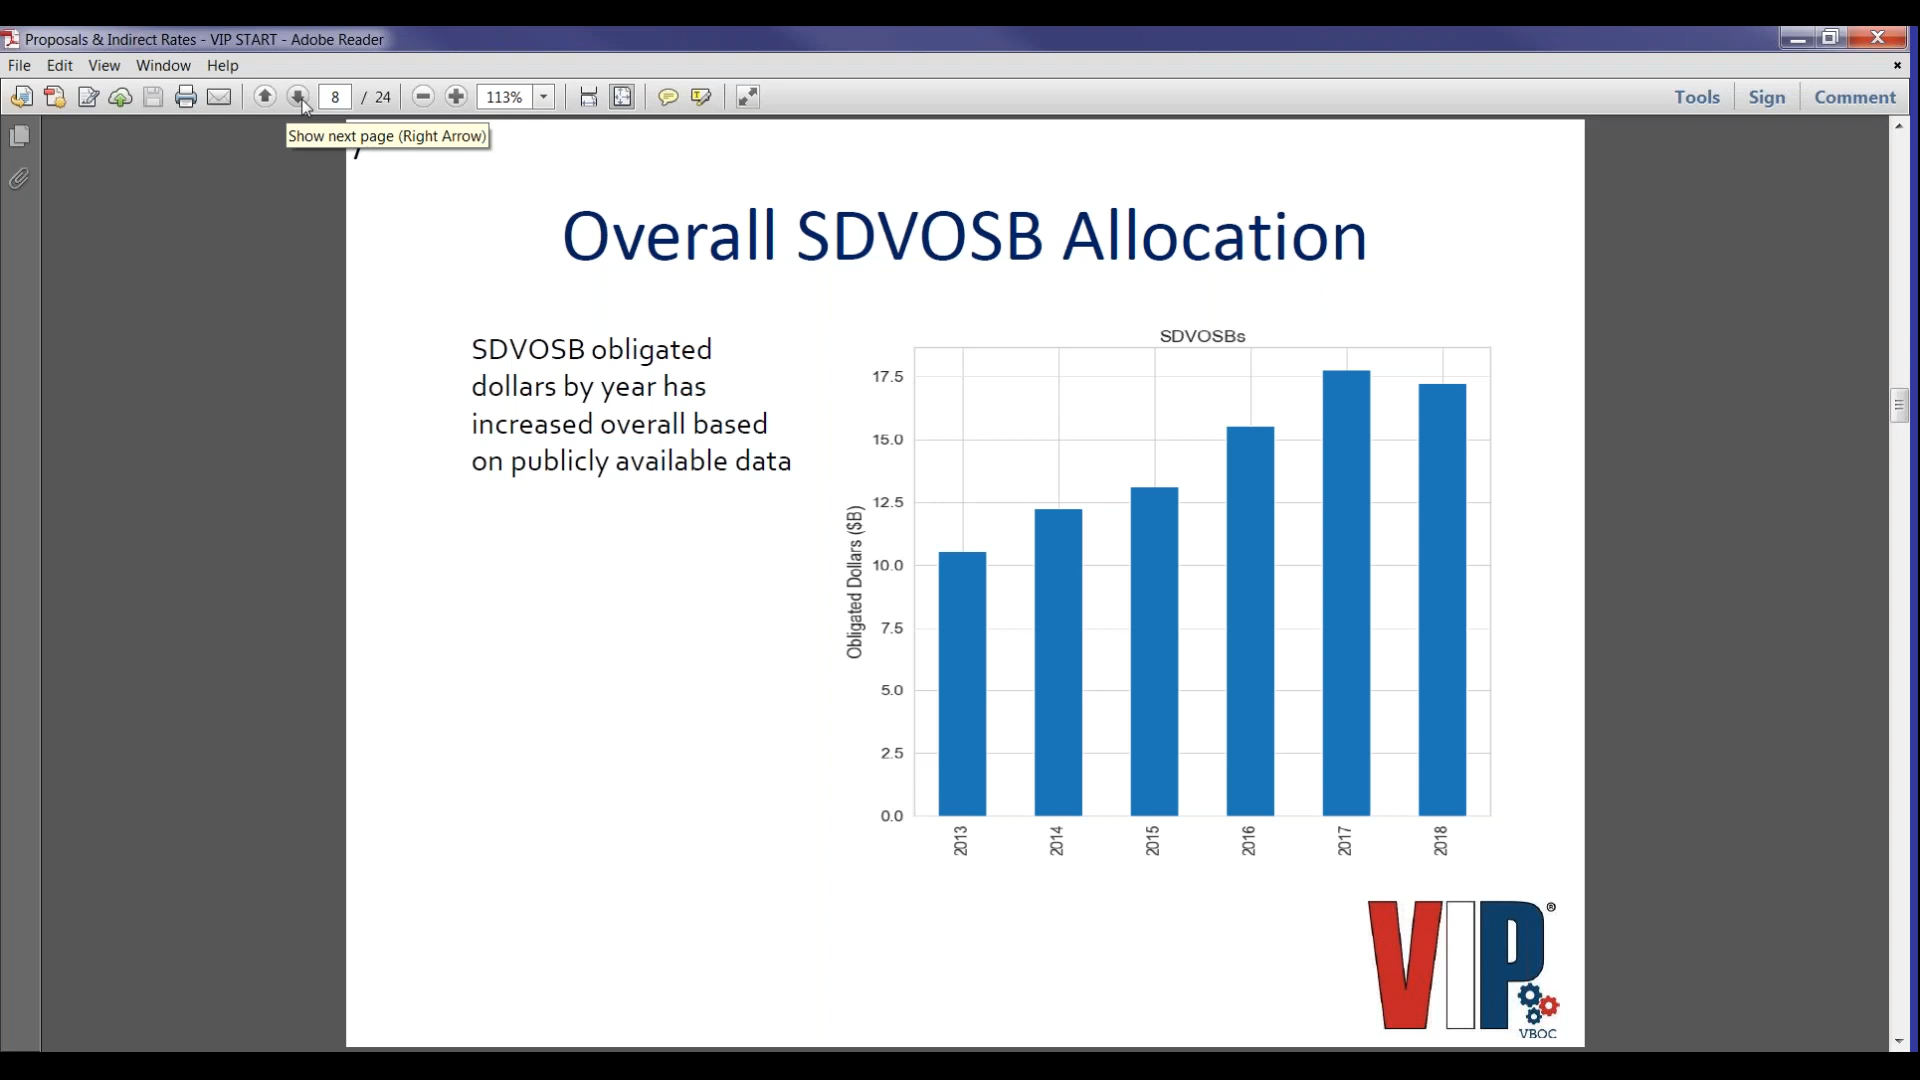 Proposals & Indirect Rates - VIP START - Adobe Reader
File Edit View Window Help
8 / 24 113% Tools Sign Comment
Show next page (Right Arrow)
Overall SDVOSB Allocation
SDVOSB obligated
dollars by year has
increased overall based
on publicly available data
SDVOSBs
17.5
15.0
12.5
10.0
7.5
5.0
2.5
0.0
Obligated Dollars ($B)
2013 2014 2015 2016 2017 2018
VIP®
VBOC